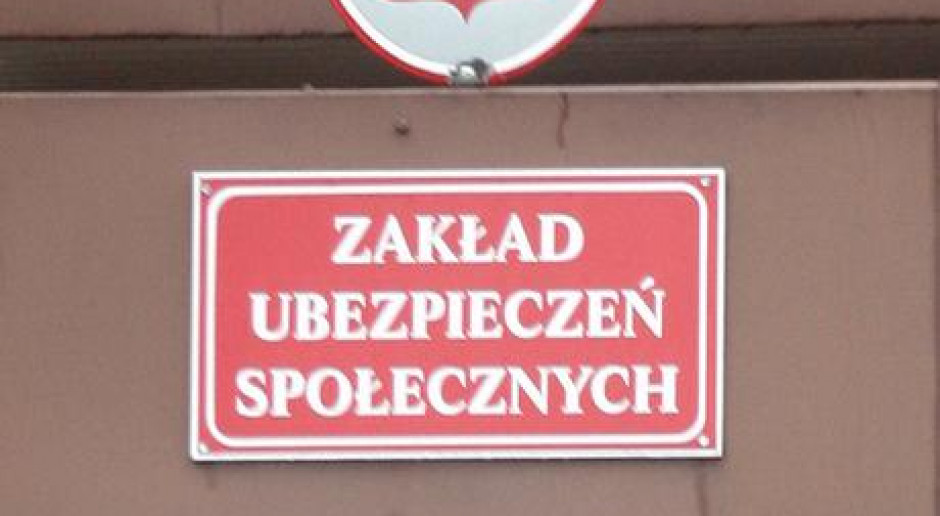 ZAKŁAD
UBEZPIECZEŃ
SPOŁECZNYCH